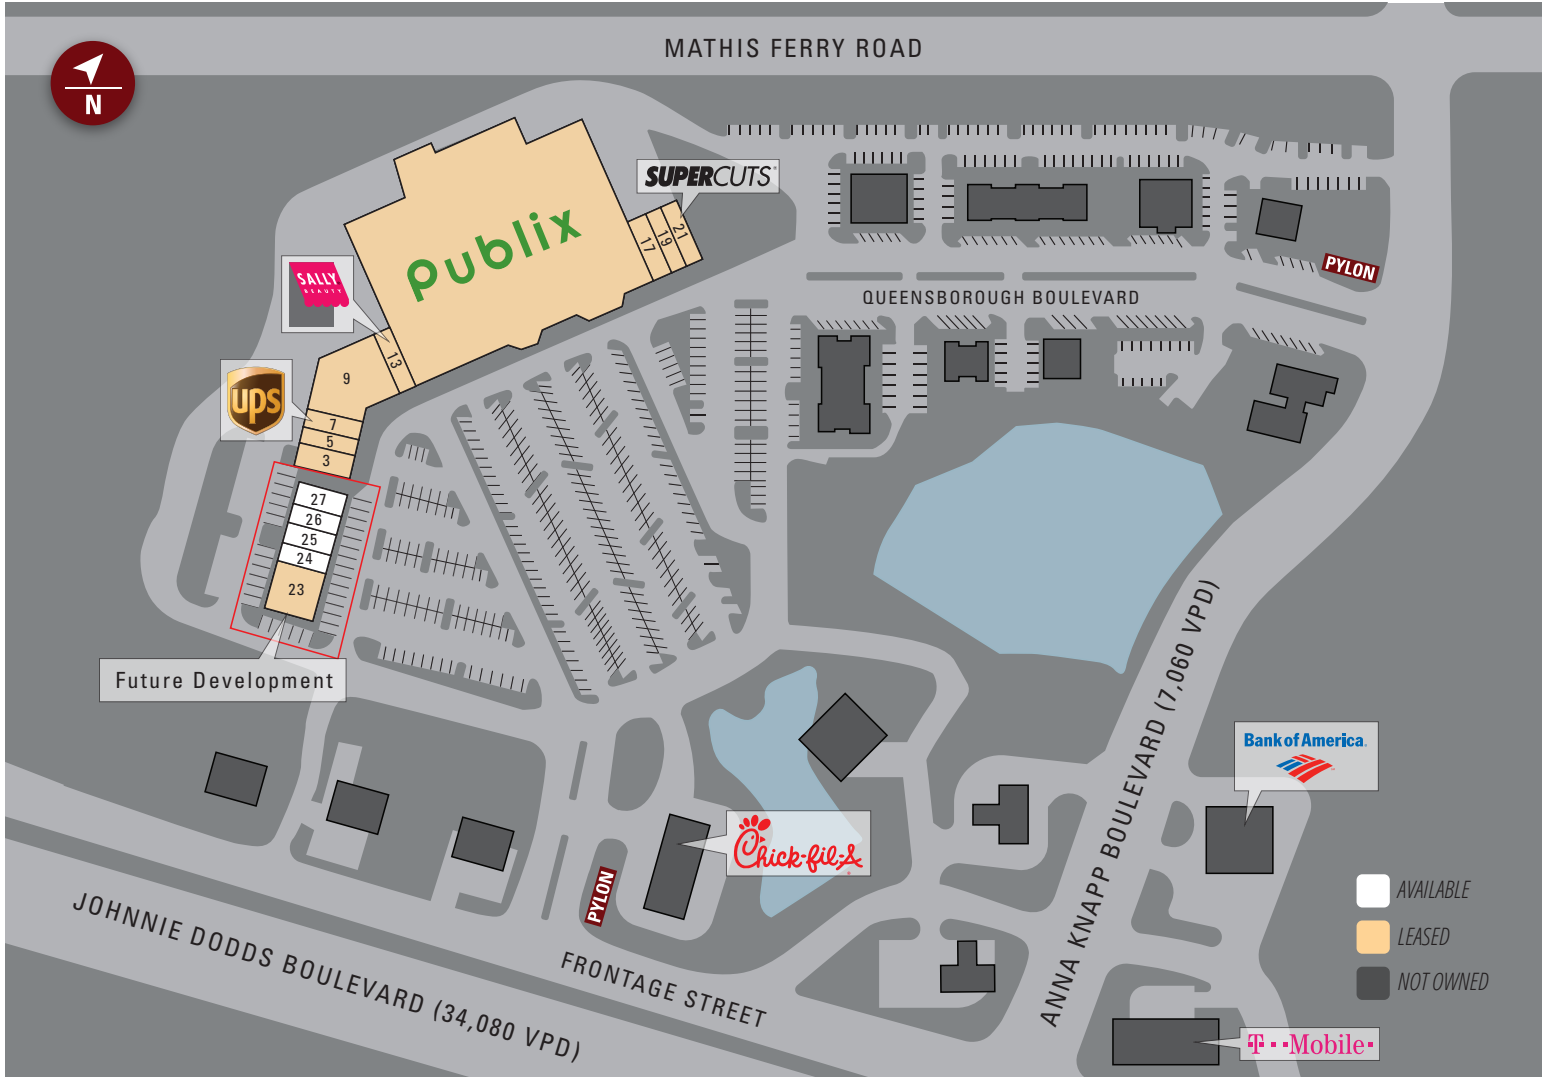 MATHIS FERRY ROAD
N
SUPERCUTS
publix
17
19
21
SALLY
BEAUTY
13
PYLON
QUEENSBOROUGH BOULEVARD
9
ups
7
5
3
27
26
25
24
23
Future Development
ANNA KNAPP BOULEVARD (7,060 VPD)
Bank of America
Chick-fil-A
PYLON
AVAILABLE
LEASED
NOT OWNED
JOHNNIE DODDS BOULEVARD (34,080 VPD)
FRONTAGE STREET
T··Mobile·